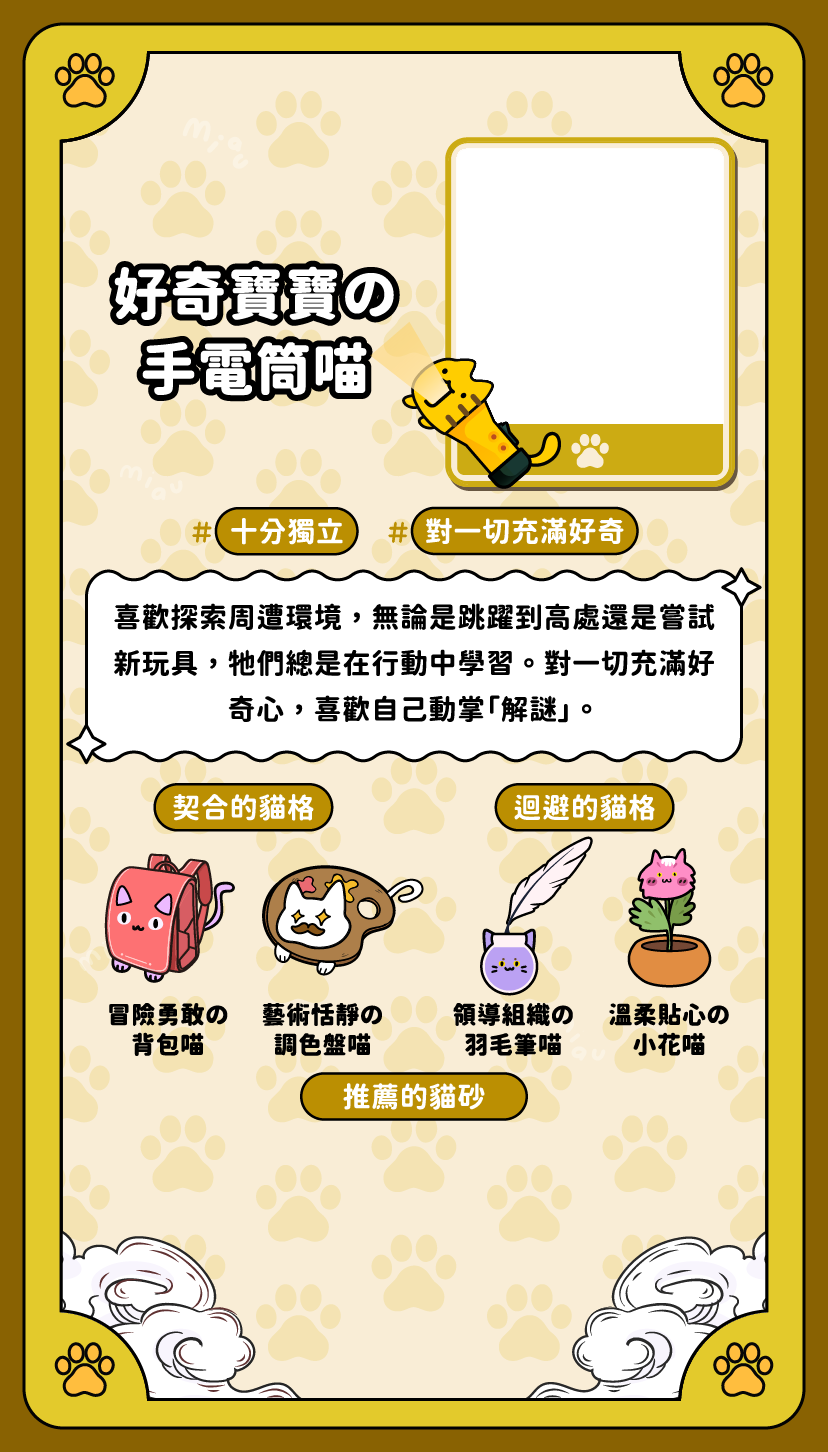 miau
好奇寶寶の
手電筒喵
miau
#十分獨立 #對一切充滿好奇
喜歡探索周遭環境，無論是跳躍到高處還是嘗試
新玩具，牠們總是在行動中學習。對一切充滿好
奇心，喜歡自己動掌「解謎」。
契合的貓格 迴避的貓格
冒險勇敢の 藝術恬靜の 領導組織の 溫柔貼心の
背包喵 調色盤喵 羽毛筆喵 小花喵
推薦的貓砂